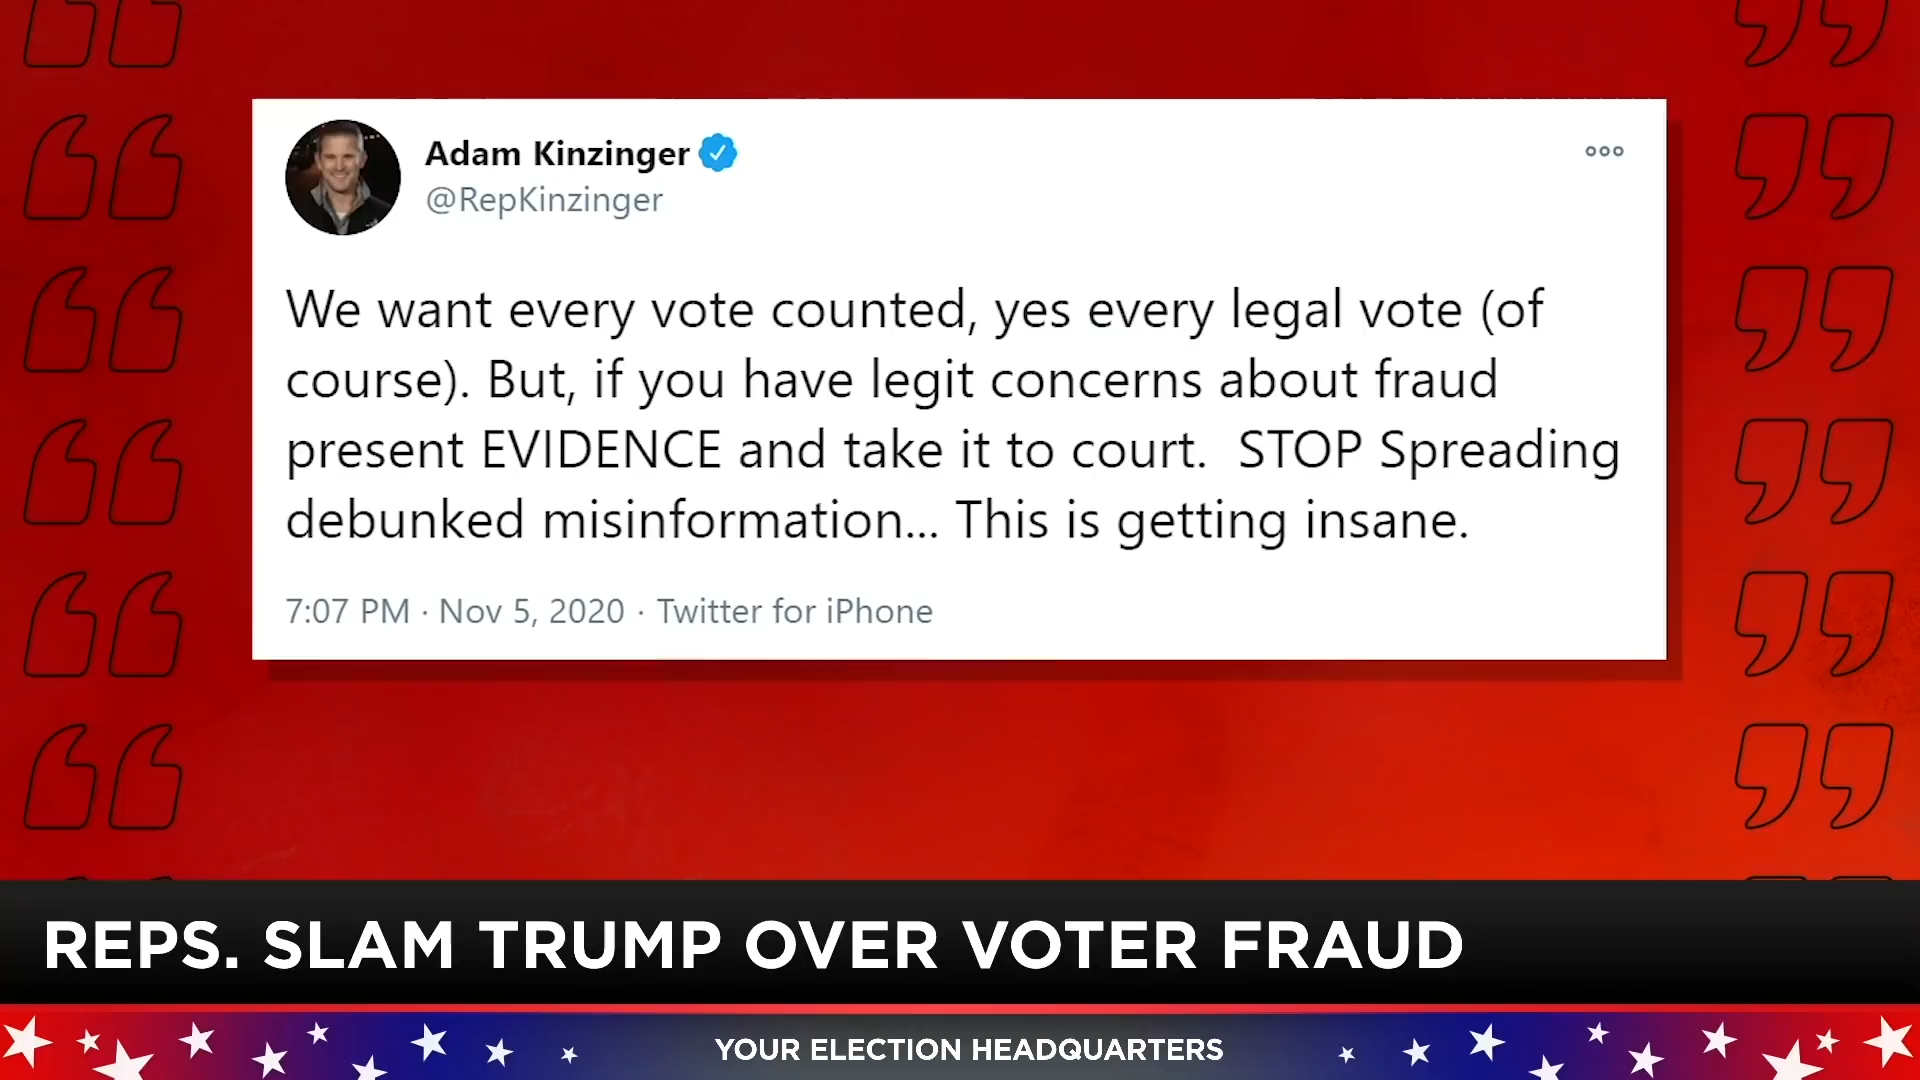 Adam Kinzinger
@RepKinzinger
We want every vote counted, yes every legal vote (of
course). But, if you have legit concerns about fraud
present EVIDENCE and take it to court.  STOP Spreading
debunked misinformation... This is getting insane.
7:07 PM · Nov 5, 2020 · Twitter for iPhone
REPS. SLAM TRUMP OVER VOTER FRAUD
YOUR ELECTION HEADQUARTERS